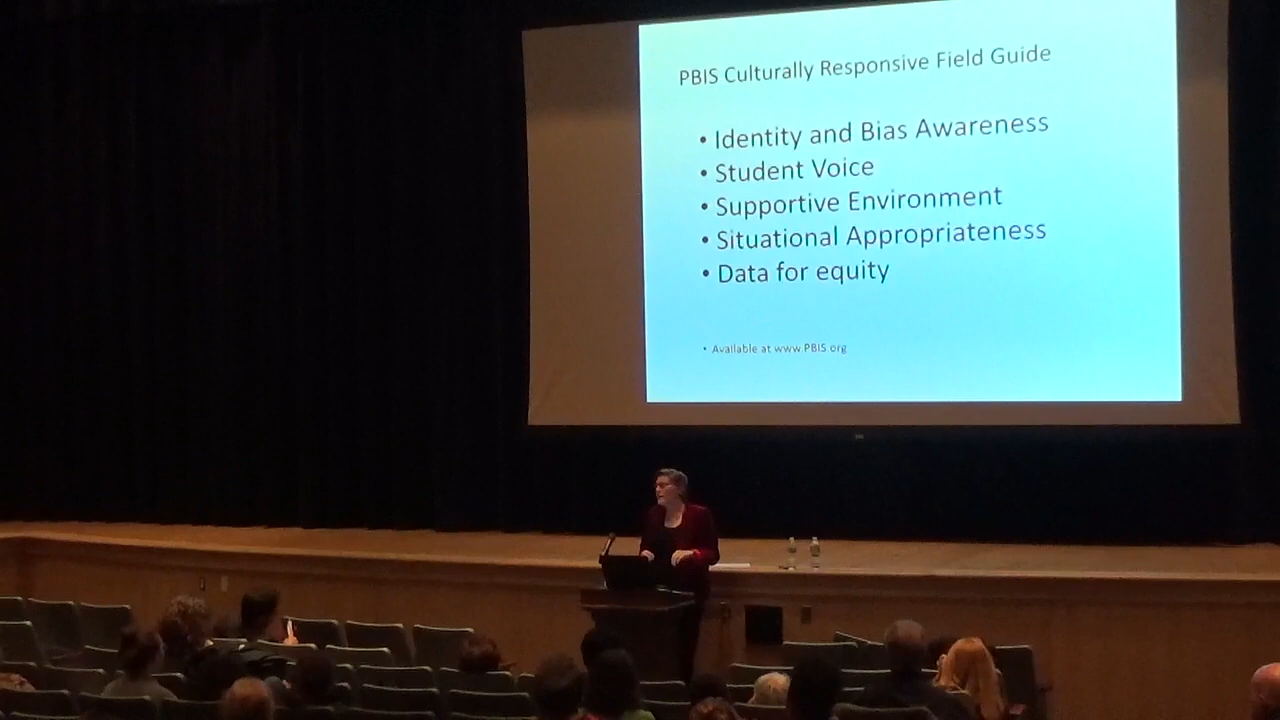 PBIS Culturally Responsive Field Guide
• Identity and Bias Awareness
• Student Voice
• Supportive Environment
• Situational Appropriateness
• Data for equity
• Available at www.PBIS.org